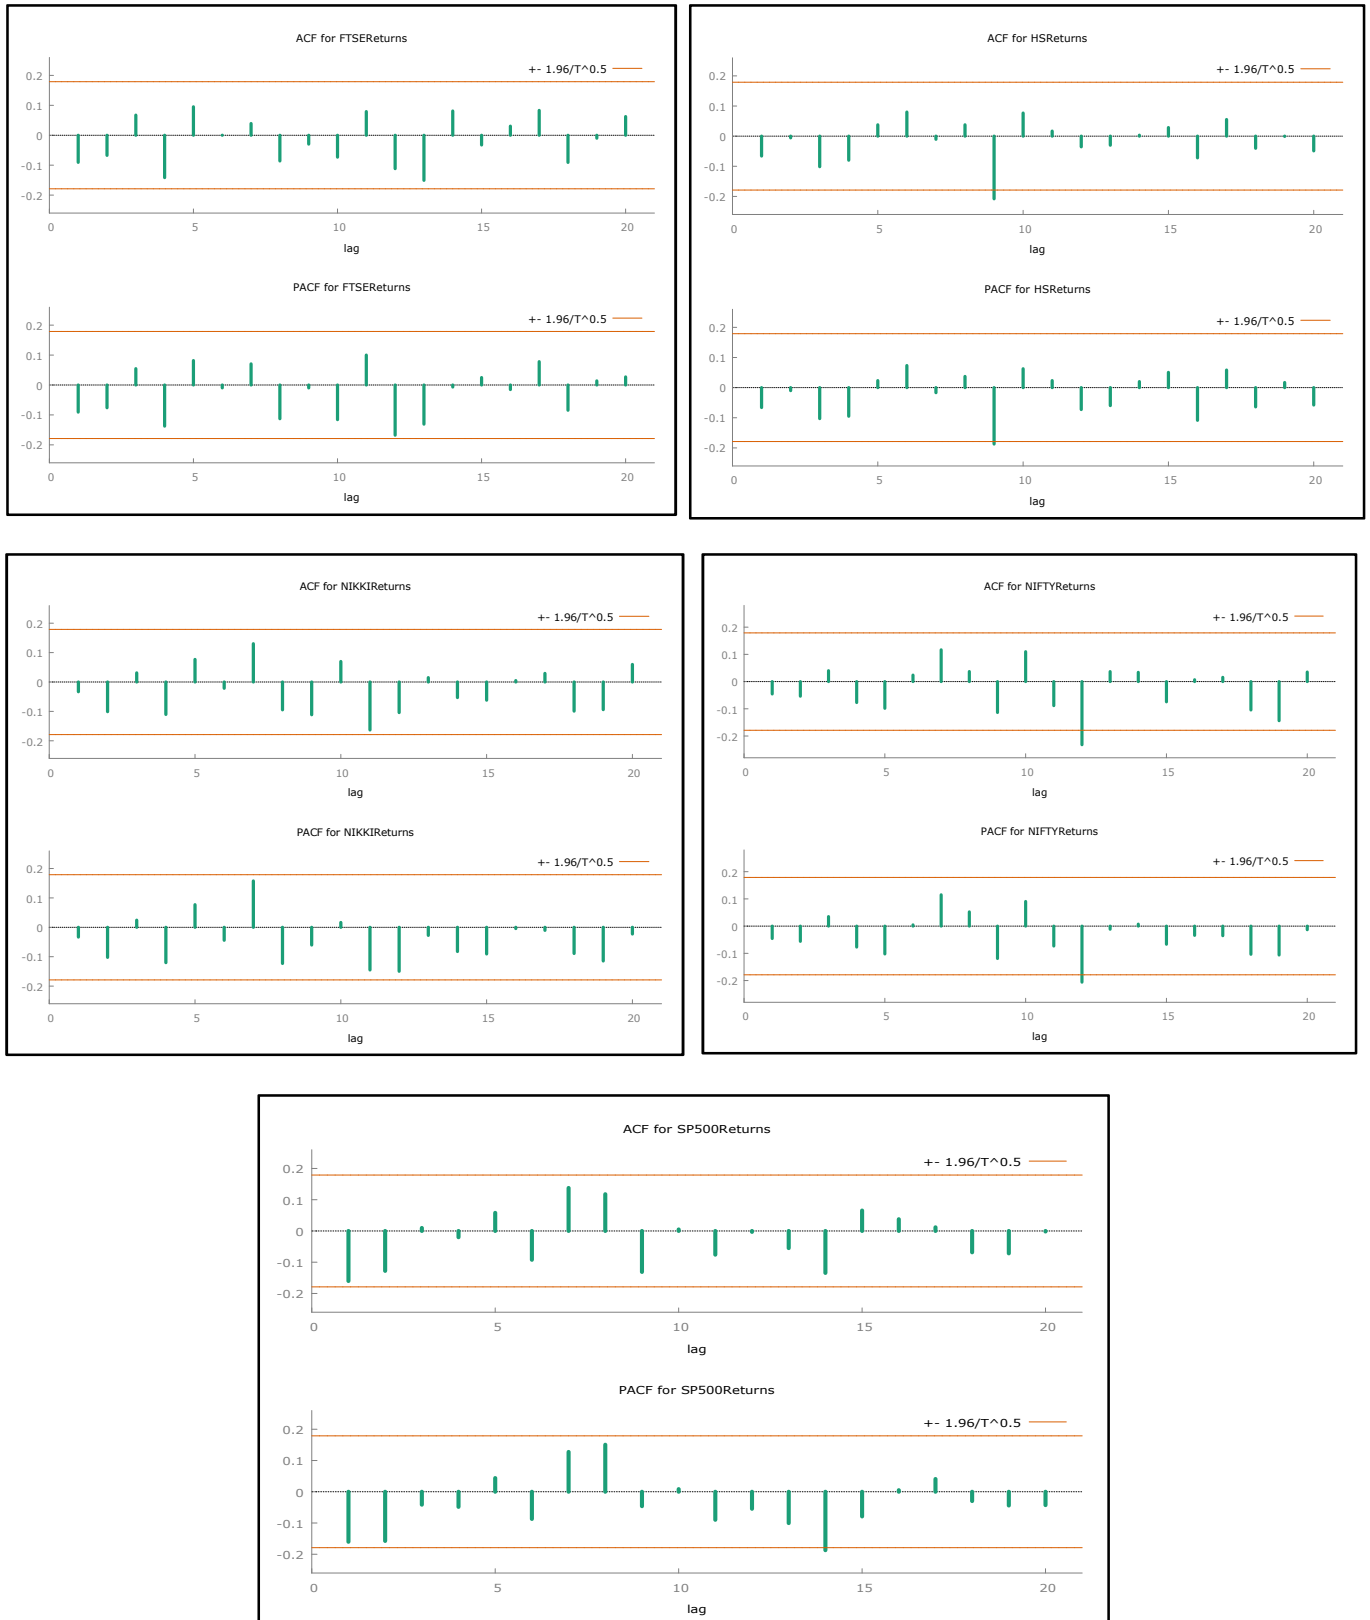 ACF for FTSEReturns
+- 1.96/T^0.5
0.2
0.1
0
-0.1
-0.2
0 5 10 15 20
lag
PACF for FTSEReturns
+- 1.96/T^0.5
0.2
0.1
0
-0.1
-0.2
0 5 10 15 20
lag
ACF for HSReturns
+- 1.96/T^0.5
0.2
0.1
0
-0.1
-0.2
0 5 10 15 20
lag
PACF for HSReturns
+- 1.96/T^0.5
0.2
0.1
0
-0.1
-0.2
0 5 10 15 20
lag
ACF for NIKKIReturns
+- 1.96/T^0.5
0.2
0.1
0
-0.1
-0.2
0 5 10 15 20
lag
PACF for NIKKIReturns
+- 1.96/T^0.5
0.2
0.1
0
-0.1
-0.2
0 5 10 15 20
lag
ACF for NIFTYReturns
+- 1.96/T^0.5
0.2
0.1
0
-0.1
-0.2
0 5 10 15 20
lag
PACF for NIFTYReturns
+- 1.96/T^0.5
0.2
0.1
0
-0.1
-0.2
0 5 10 15 20
lag
ACF for SP500Returns
+- 1.96/T^0.5
0.2
0.1
0
-0.1
-0.2
0 5 10 15 20
lag
PACF for SP500Returns
+- 1.96/T^0.5
0.2
0.1
0
-0.1
-0.2
0 5 10 15 20
lag